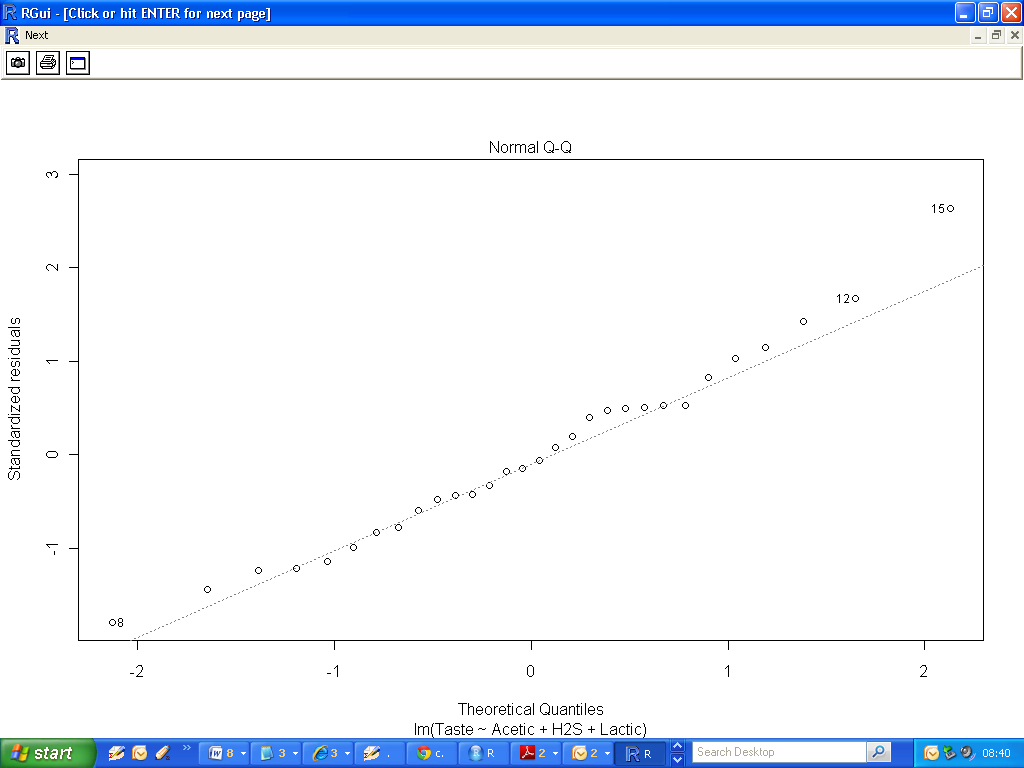 RGui - [Click or hit ENTER for next page]
Next
Normal Q-Q
3
2
1
0
-1
Standardized residuals
15
12
8
-2
-1
0
1
2
Theoretical Quantiles
lm(Taste ~ Acetic + H2S + Lactic)
start
8
3
3
.
c.
R
2
2
R
Search Desktop
08:40